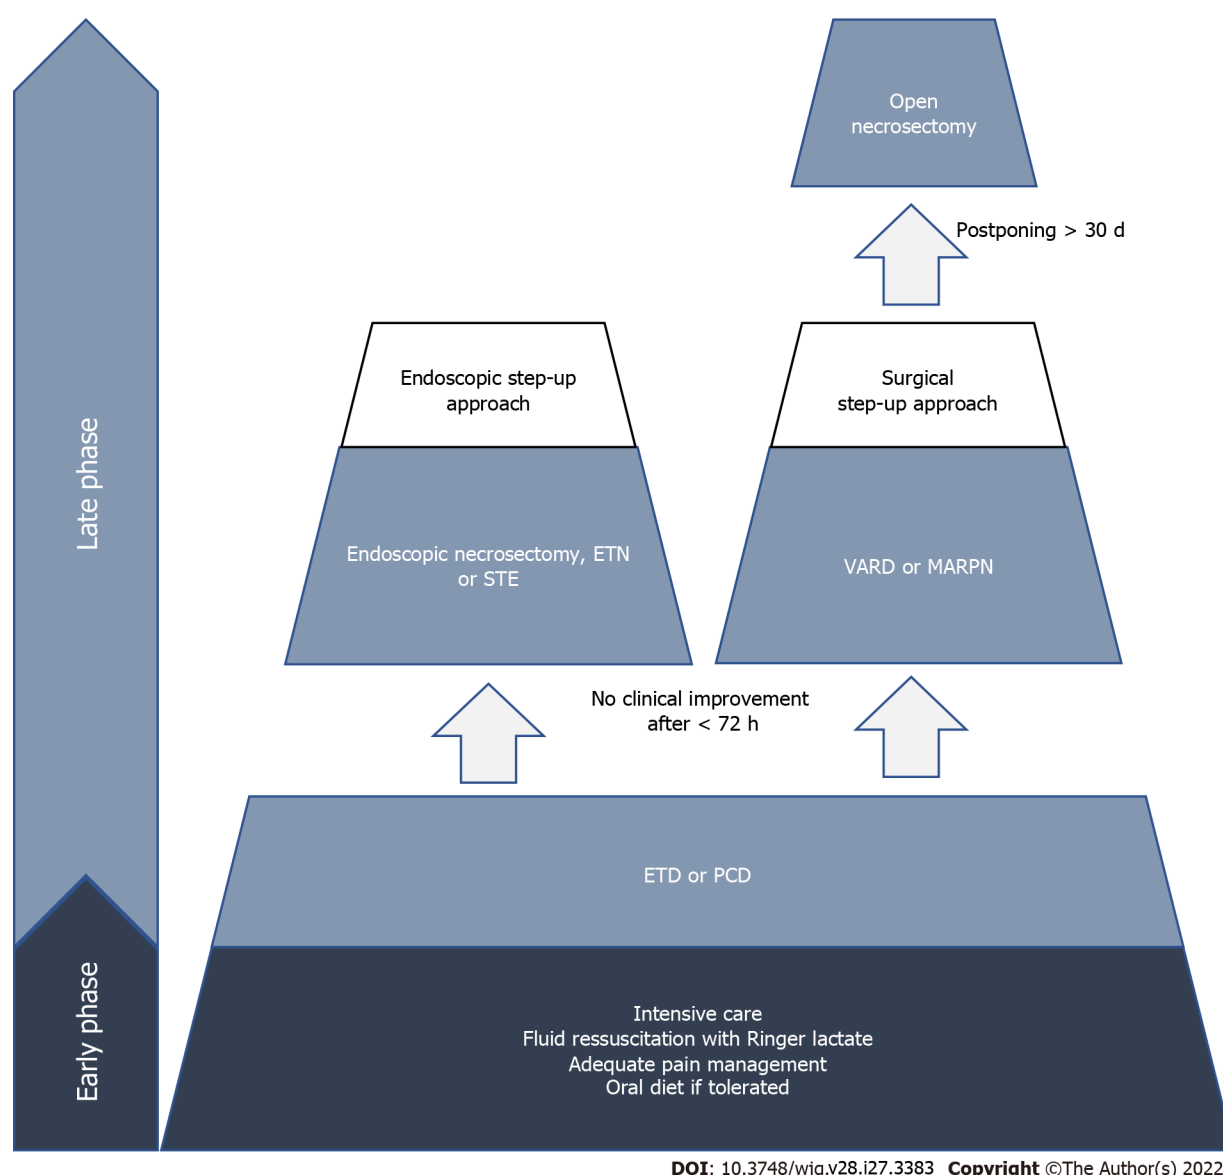 Open
necrosectomy
Postponing > 30 d
Endoscopic step-up
approach
Surgical
step-up approach
Late phase
Endoscopic necrosectomy, ETN
or STE
VARD or MARPN
No clinical improvement
after < 72 h
ETD or PCD
Early phase
Intensive care
Fluid ressuscitation with Ringer lactate
Adequate pain management
Oral diet if tolerated
DOI: 10.3748/wjg.v28.i27.3383 Copyright ©The Author(s) 2022